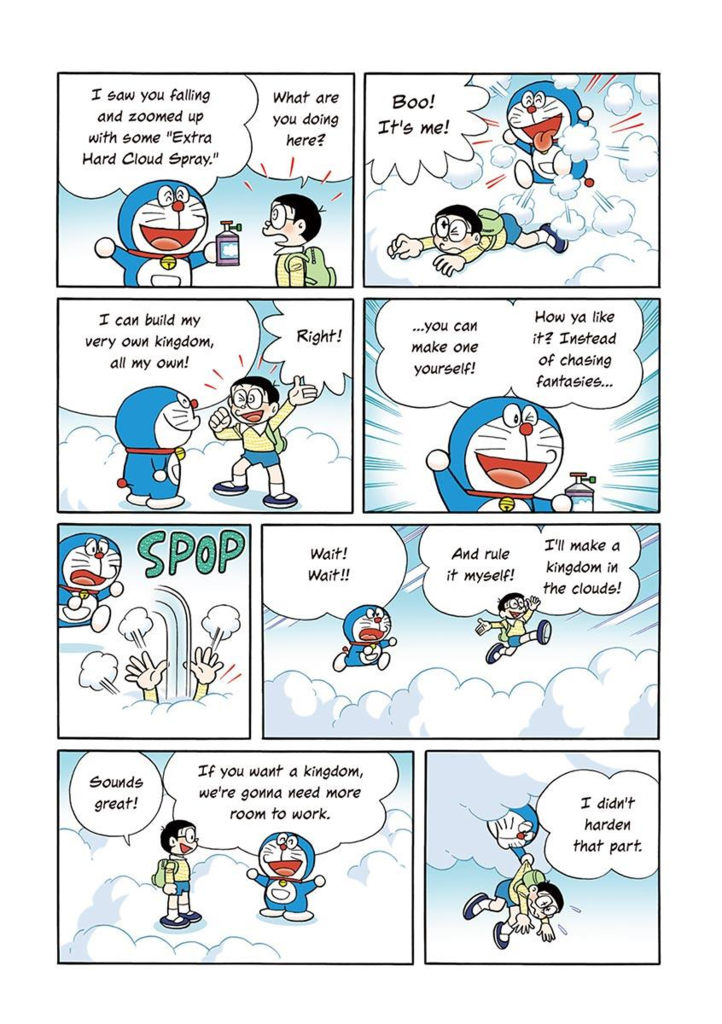 Boo!
It's me!
What are
you doing
here?
I saw you falling
and zoomed up
with some "Extra
Hard Cloud Spray."
How ya like
it? Instead
of chasing
fantasies...
...you can
make one
yourself!
Right!
I can build my
very own kingdom,
all my own!
I'll make a
kingdom in
the clouds!
And rule
it myself!
Wait!
Wait!!
SPOP
I didn't
harden
that part.
If you want a kingdom,
we're gonna need more
room to work.
Sounds
great!